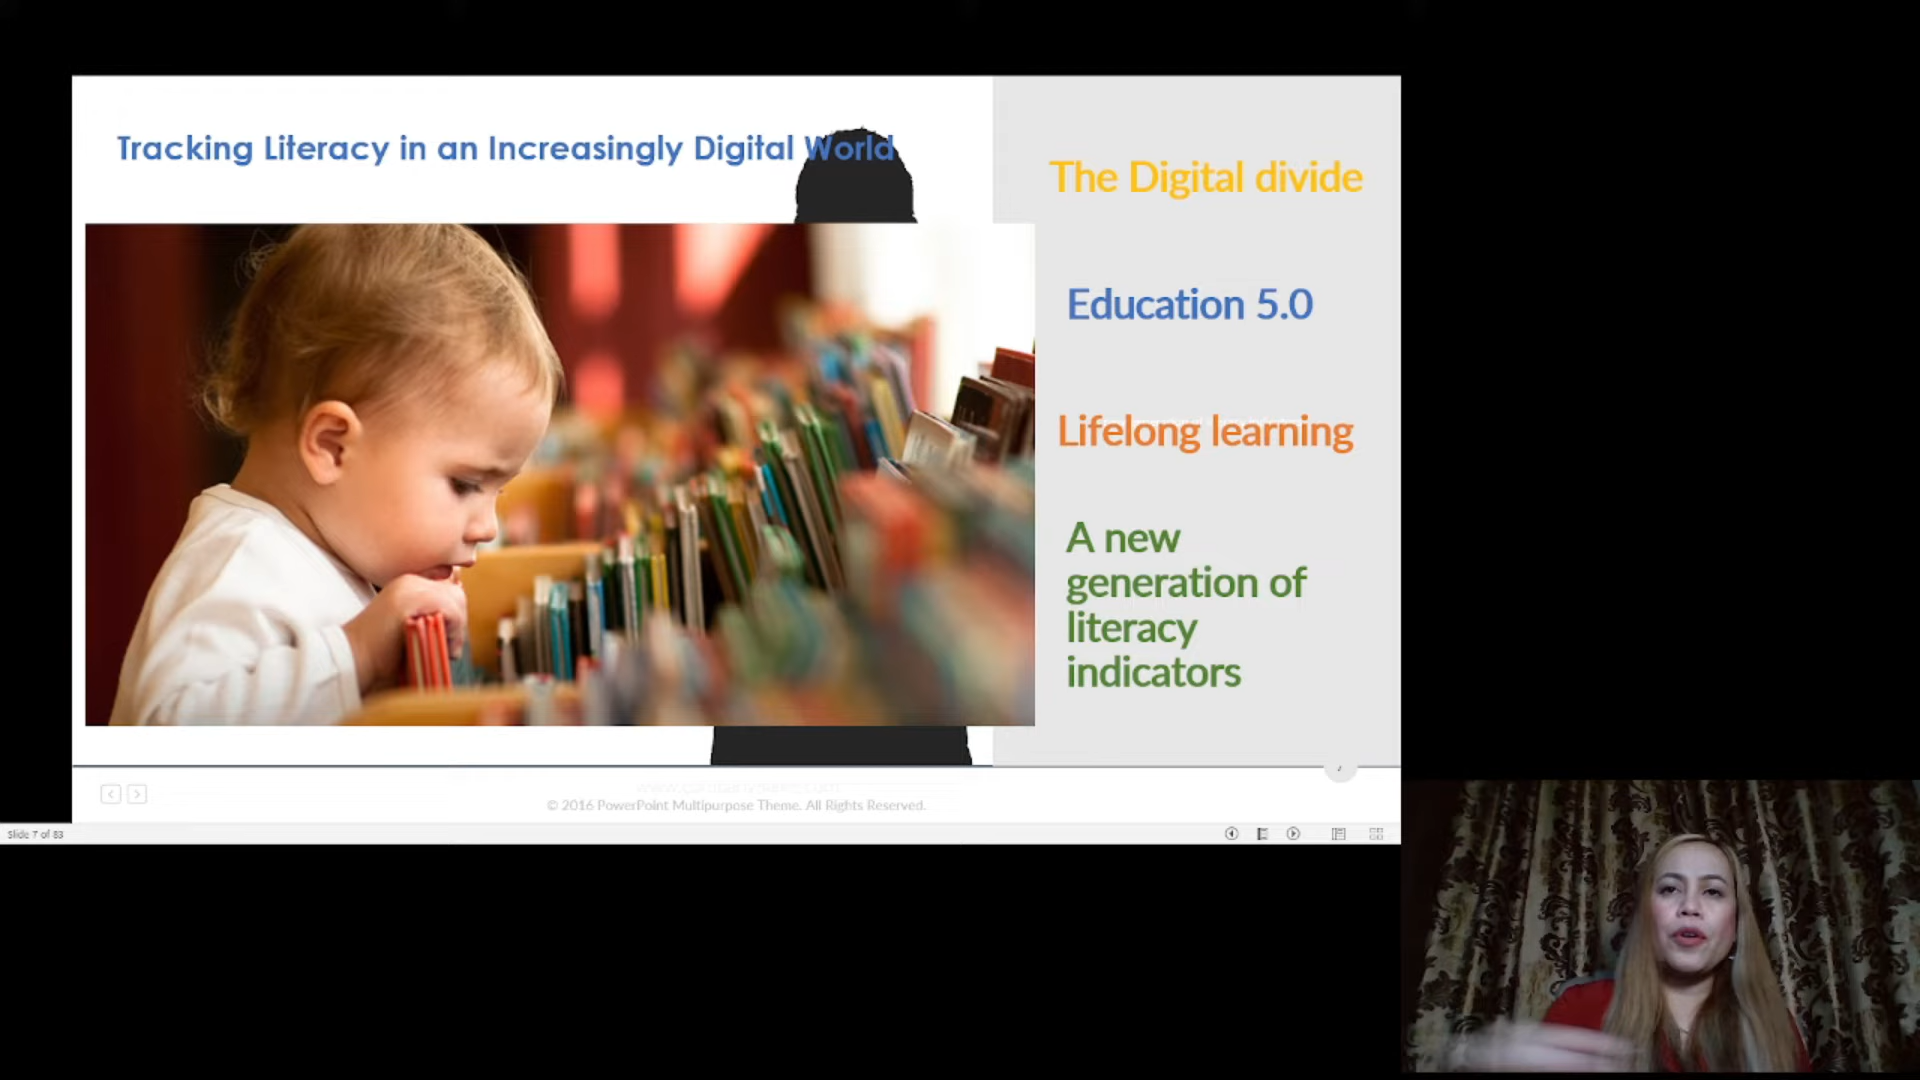 Tracking Literacy in an Increasingly Digital World
The Digital divide
Education 5.0
Lifelong learning
A new
generation of
literacy
indicators
© 2016 PowerPoint Multipurpose Theme. All Rights Reserved.
Slide 7 of 83